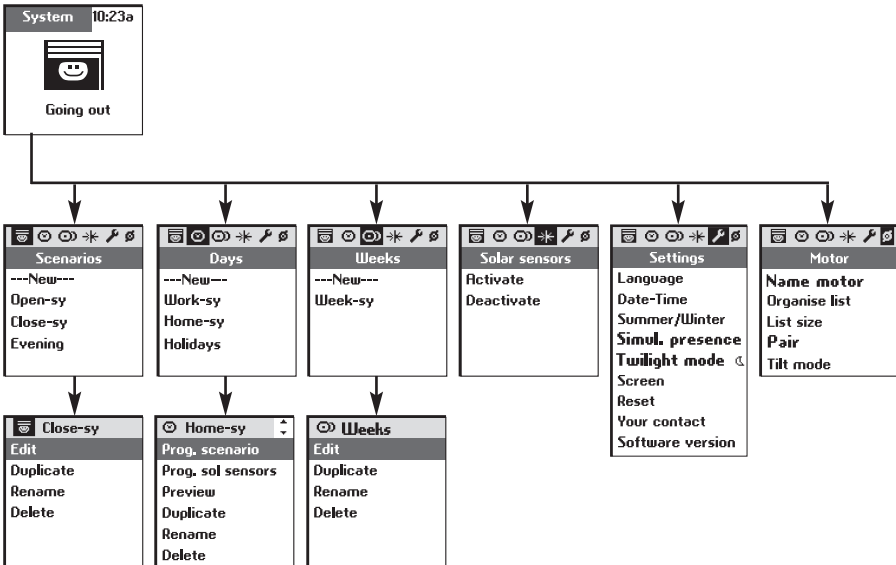 System 10:23a
Going out
Scenarios
---New---
Open-sy
Close-sy
Evening
Days
---New---
Work-sy
Home-sy
Holidays
Weeks
---New---
Week-sy
Solar sensors
Activate
Deactivate
Settings
Language
Date-Time
Summer/Winter
Simul. presence
Twilight mode
Screen
Reset
Your contact
Software version
Motor
Name motor
Organise list
List size
Pair
Tilt mode
Close-sy
Edit
Duplicate
Rename
Delete
Home-sy
Prog. scenario
Prog. sol sensors
Preview
Duplicate
Rename
Delete
Weeks
Edit
Duplicate
Rename
Delete